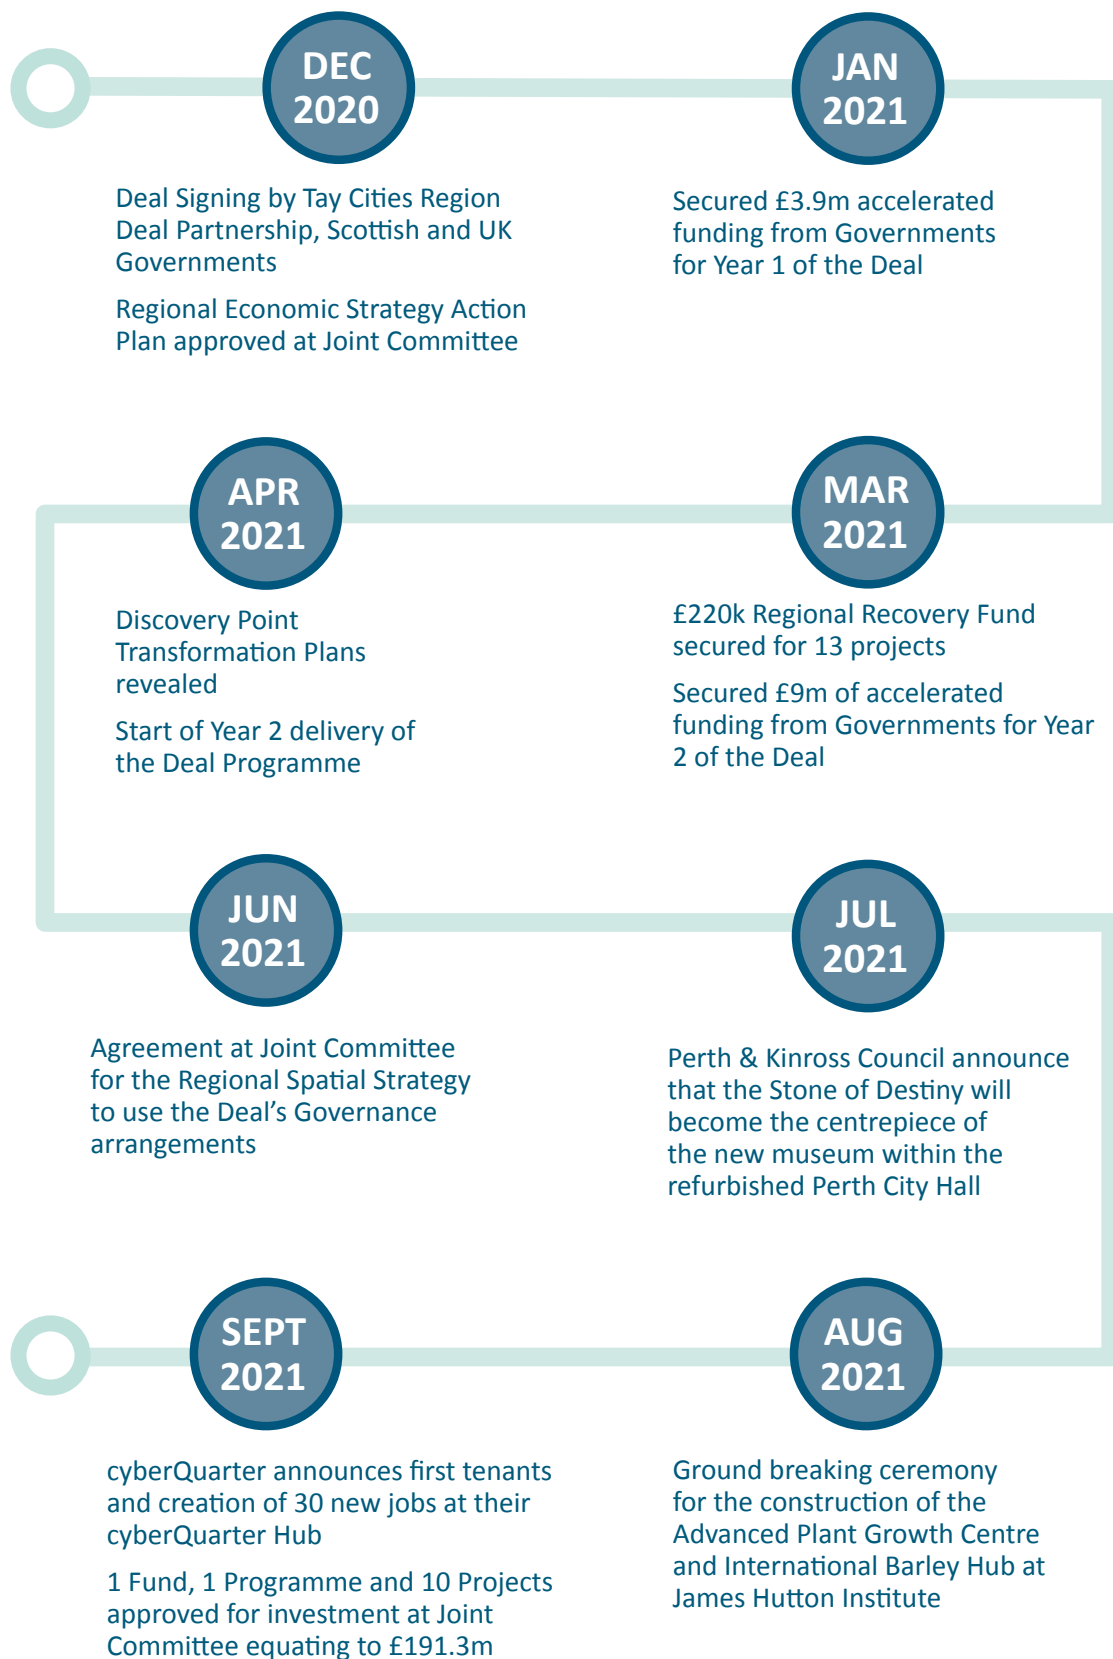 DEC
2020
Deal Signing by Tay Cities Region
Deal Partnership, Scottish and UK
Governments
Regional Economic Strategy Action
Plan approved at Joint Committee
JAN
2021
Secured £3.9m accelerated
funding from Governments
for Year 1 of the Deal
MAR
2021
£220k Regional Recovery Fund
secured for 13 projects
Secured £9m of accelerated
funding from Governments for Year
2 of the Deal
APR
2021
Discovery Point
Transformation Plans
revealed
Start of Year 2 delivery of
the Deal Programme
JUN
2021
Agreement at Joint Committee
for the Regional Spatial Strategy
to use the Deal’s Governance
arrangements
JUL
2021
Perth & Kinross Council announce
that the Stone of Destiny will
become the centrepiece of
the new museum within the
refurbished Perth City Hall
AUG
2021
Ground breaking ceremony
for the construction of the
Advanced Plant Growth Centre
and International Barley Hub at
James Hutton Institute
SEPT
2021
cyberQuarter announces first tenants
and creation of 30 new jobs at their
cyberQuarter Hub
1 Fund, 1 Programme and 10 Projects
approved for investment at Joint
Committee equating to £191.3m